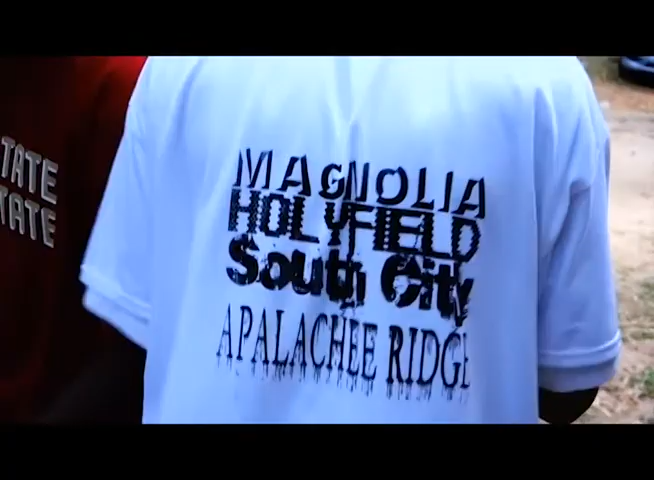 TATE
TATE
MAGNOLIA
HOLYFIELD
South City
APALACHEE RIDGE